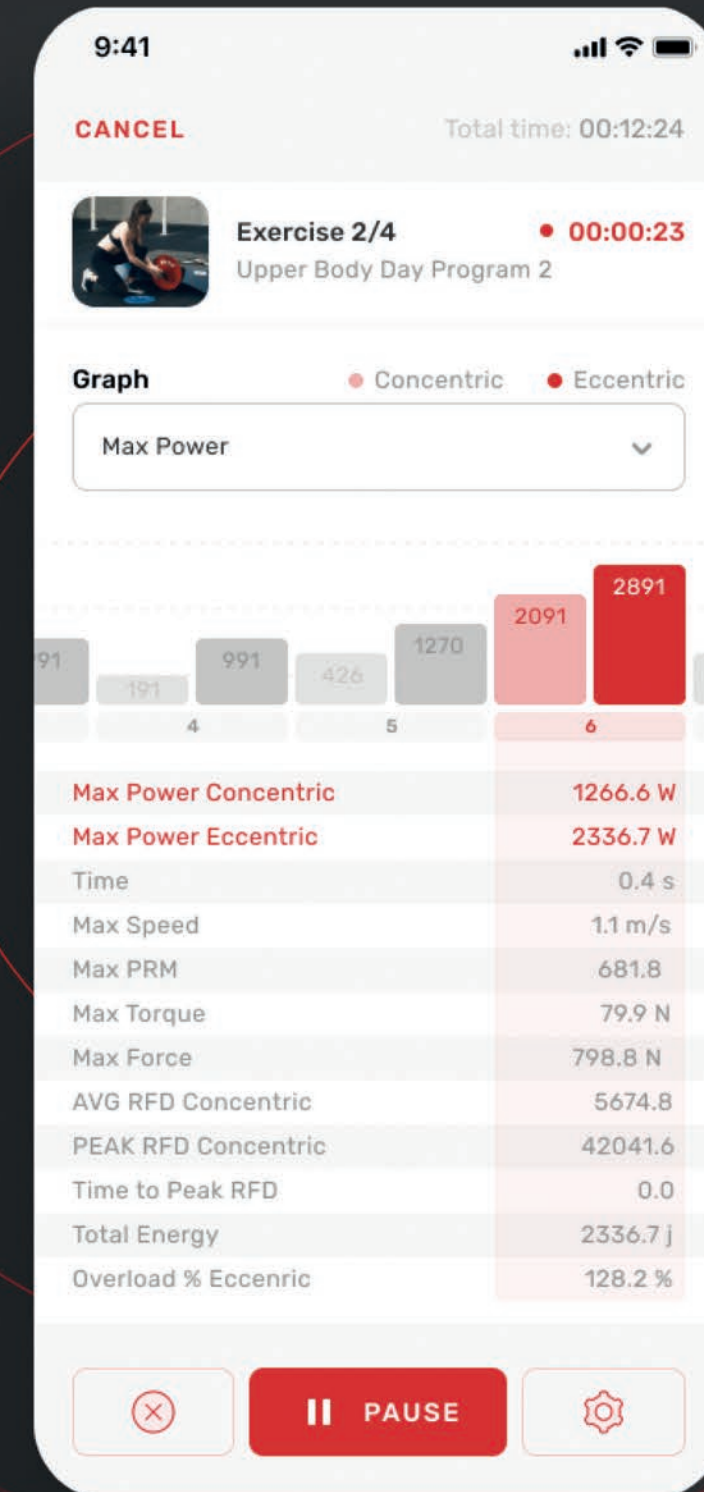 9:41
CANCEL Total time: 00:12:24
Exercise 2/4 00:00:23
Upper Body Day Program 2
Graph Concentric Eccentric
Max Power
2891
2091
1270
991
91
426
191
4 5 6
Max Power Concentric 1266.6 W
Max Power Eccentric 2336.7 W
Time 0.4 s
Max Speed 1.1 m/s
Max PRM 681.8
Max Torque 79.9 N
Max Force 798.8 N
AVG RFD Concentric 5674.8
PEAK RFD Concentric 42041.6
Time to Peak RFD 0.0
Total Energy 2336.7 j
Overload % Eccenric 128.2 %
PAUSE